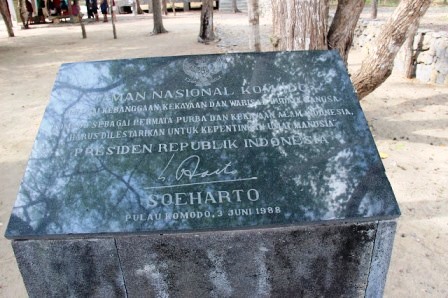 TAMAN NASIONAL KOMODO
KEBANGGAAN KEKAYAAN DAN
SEBAGAI PERMATA PURBA DAN KEKAYAAN ALAM INDONESIA,
HARUS DILESTARIKAN UNTUK KEPENTINGAN UMAT MANUSIA.
PRESIDEN REPUBLIK INDONESIA
SOEHARTO
PULAU KOMODO, 3 JUNI 1988